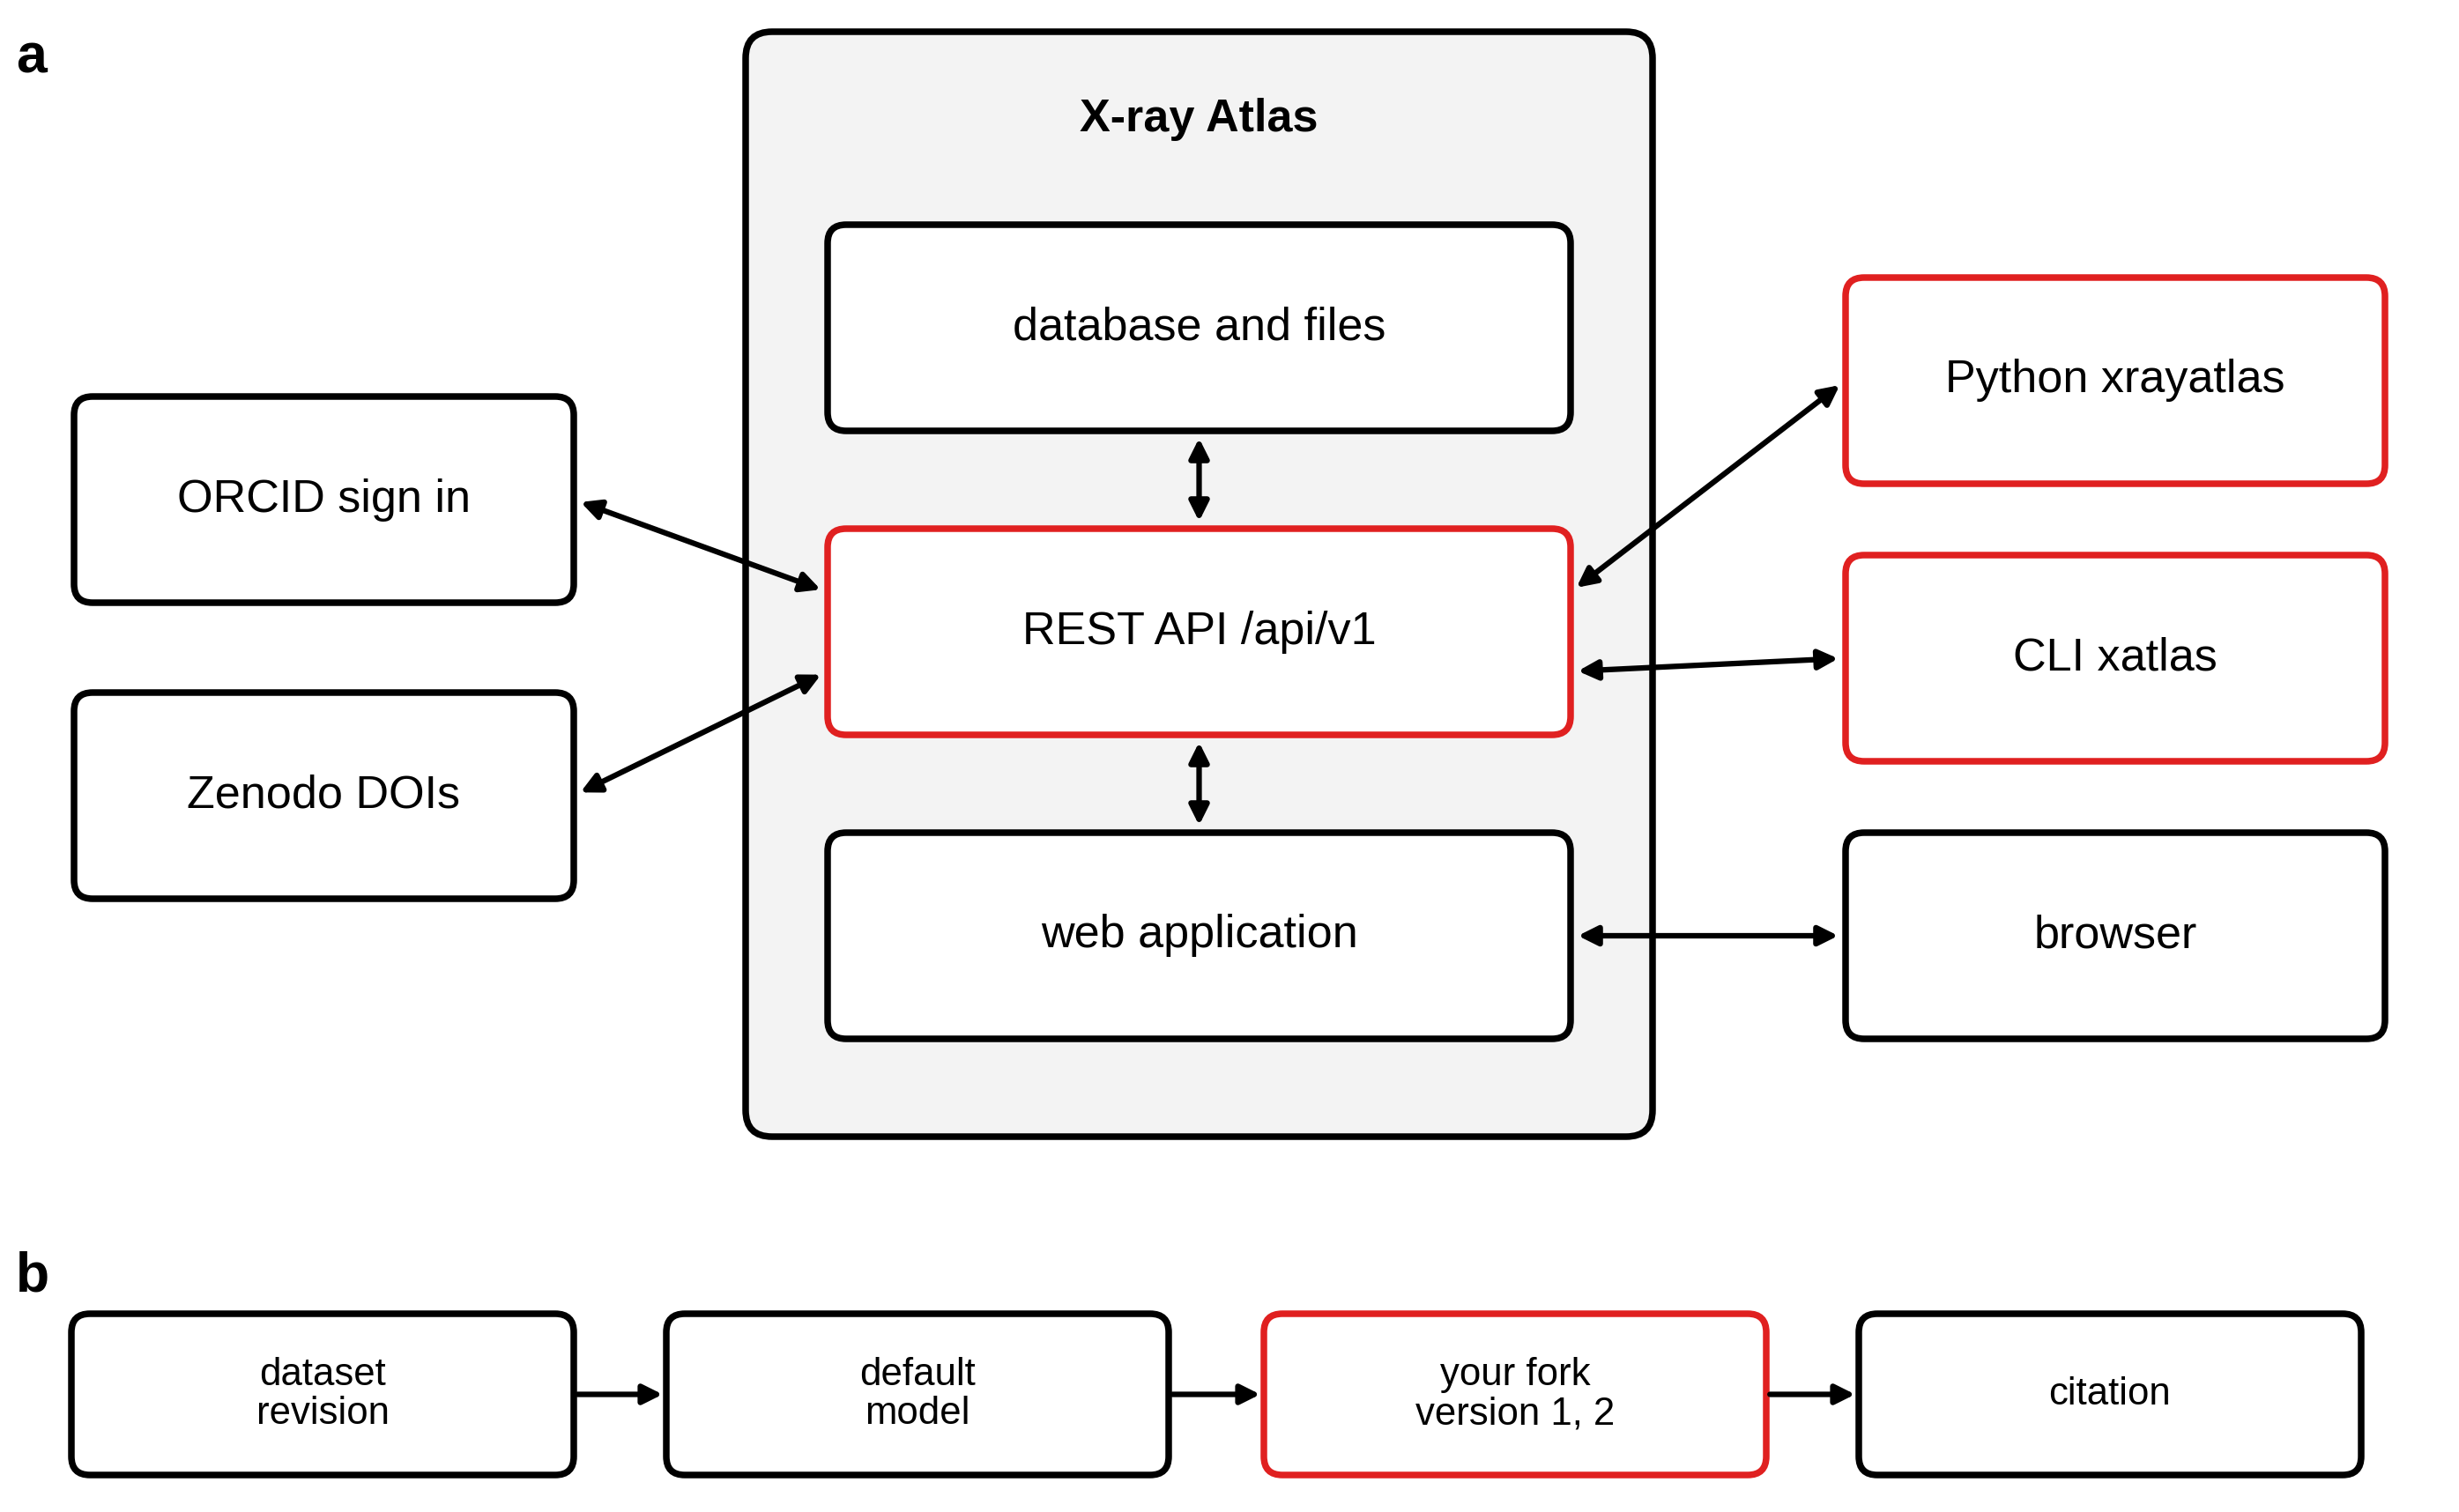 a
X-ray Atlas
database and files
Python xrayatlas
ORCID sign in
REST API /api/v1
CLI xatlas
Zenodo DOIs
web application
browser
b
dataset
revision
default
model
your fork
version 1, 2
citation